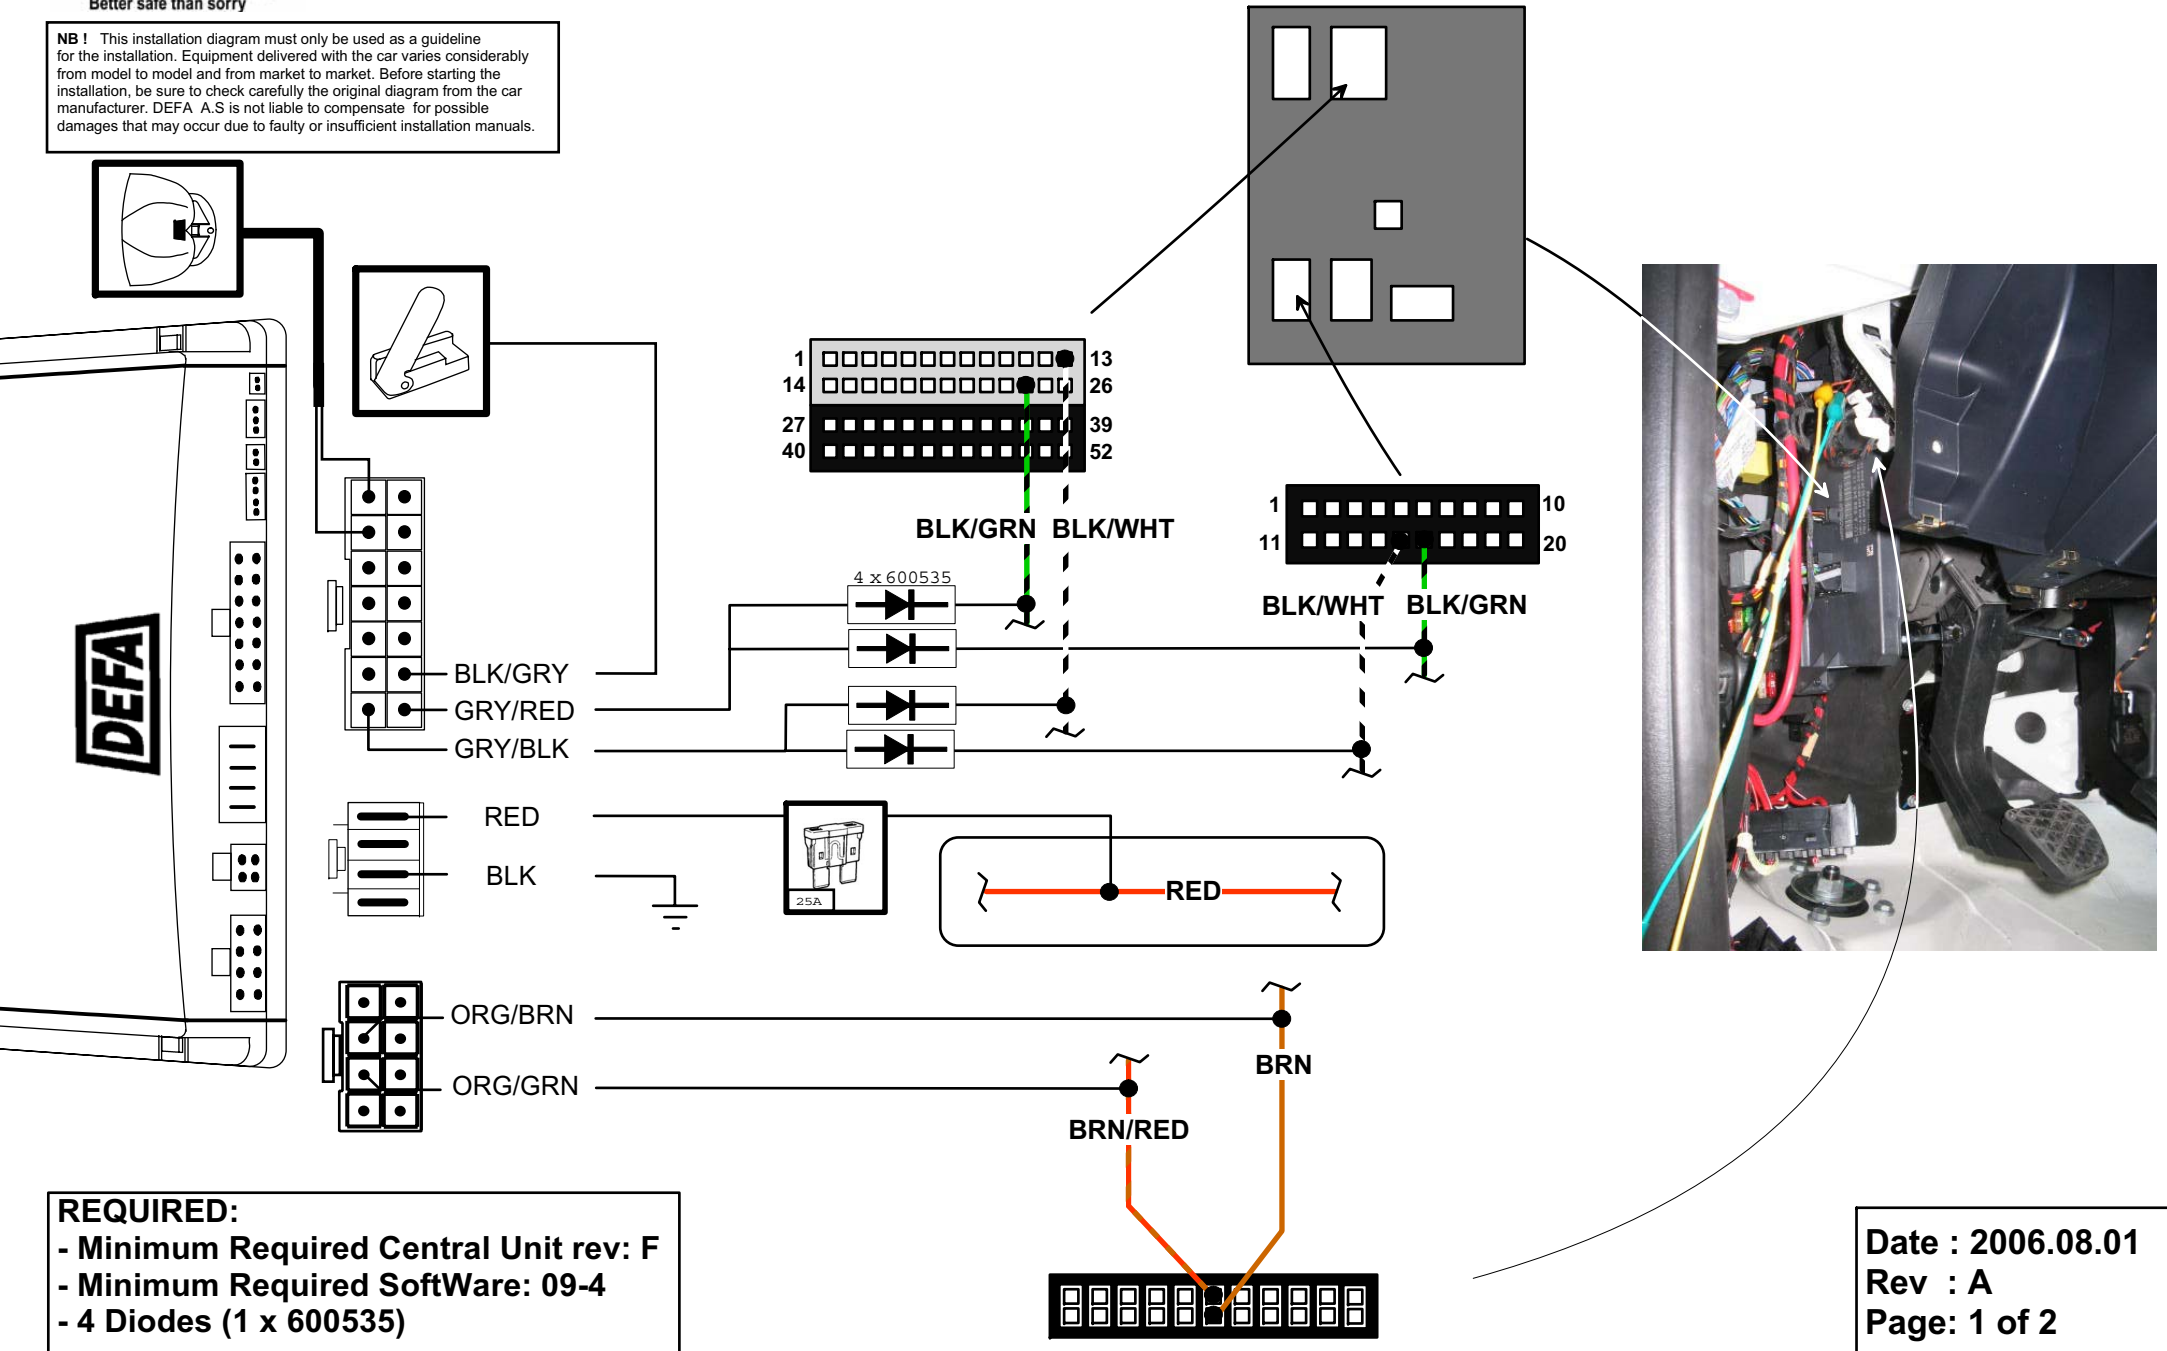 Better safe than sorry
NB ! This installation diagram must only be used as a guideline
for the installation. Equipment delivered with the car varies considerably
from model to model and from market to market. Before starting the
installation, be sure to check carefully the original diagram from the car
manufacturer. DEFA A.S is not liable to compensate for possible
damages that may occur due to faulty or insufficient installation manuals.
1 13
14 26
27 39
40 52
1 10
11 20
BLK/GRN BLK/WHT
BLK/WHT BLK/GRN
4 x 600535
DEFA
BLK/GRY
GRY/RED
GRY/BLK
RED
BLK
25A
RED
ORG/BRN
ORG/GRN
BRN
BRN/RED
REQUIRED:
- Minimum Required Central Unit rev: F
- Minimum Required SoftWare: 09-4
- 4 Diodes (1 x 600535)
Date : 2006.08.01
Rev : A
Page: 1 of 2